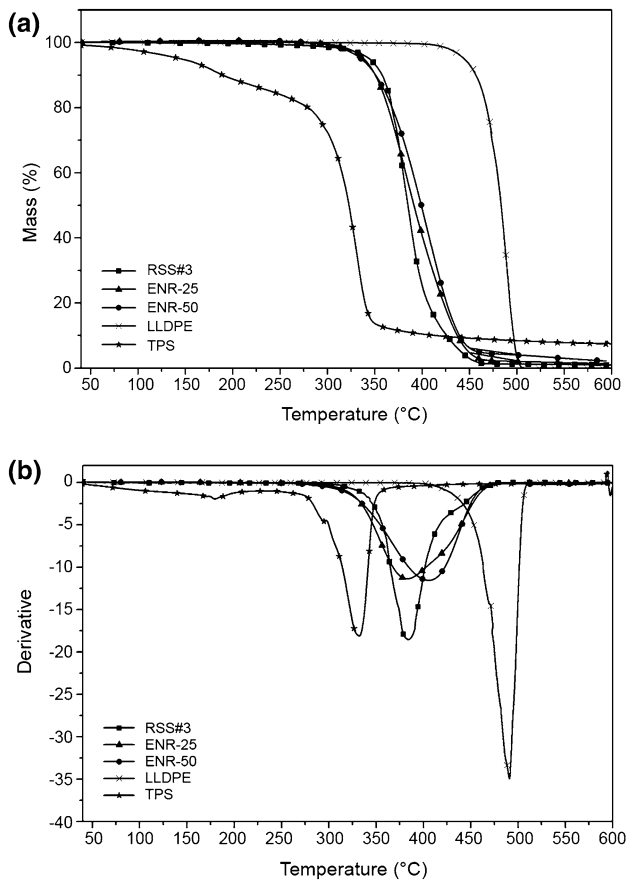 (a)
100
80
60
40
20
0
Mass (%)
RSS#3
ENR-25
ENR-50
LLDPE
TPS
50 100 150 200 250 300 350 400 450 500 550 600
Temperature (°C)
(b)
0
-5
-10
-15
-20
-25
-30
-35
-40
Derivative
RSS#3
ENR-25
ENR-50
LLDPE
TPS
50 100 150 200 250 300 350 400 450 500 550 600
Temperature (°C)